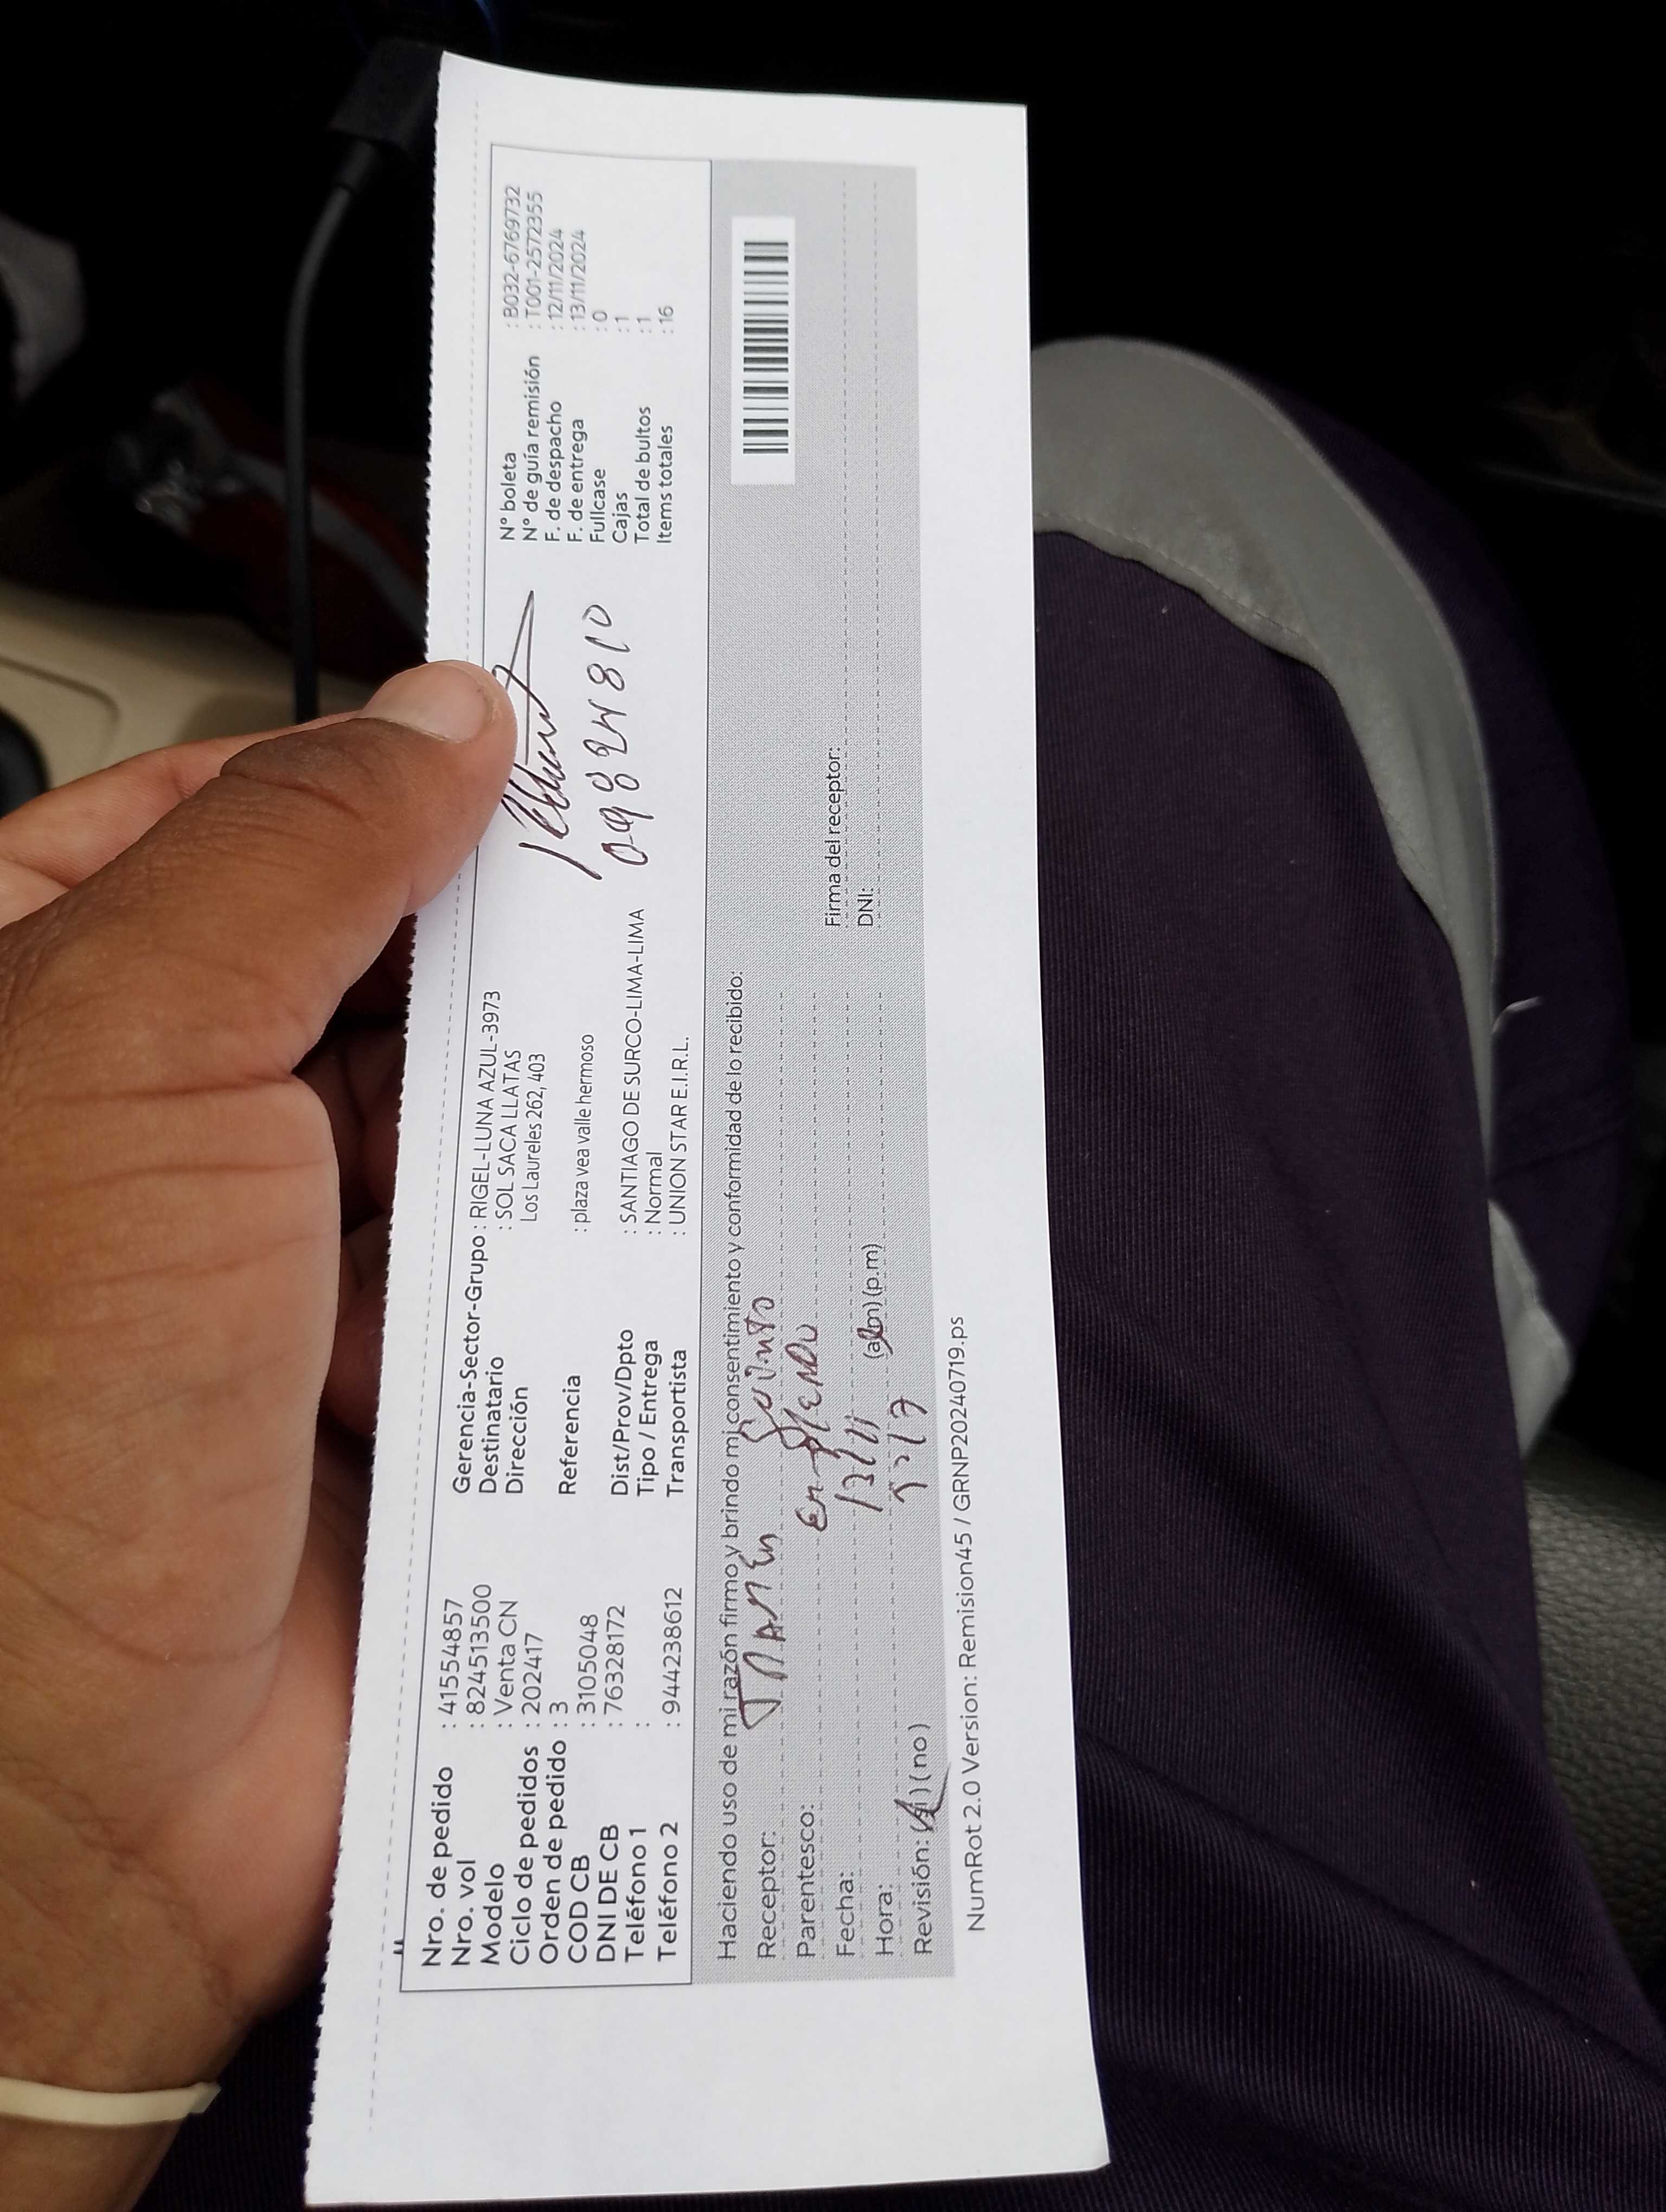 Nro. de pedido : 41554857
Nro. vol : 824513500
Modelo : Venta CN
Ciclo de pedidos : 202417
Orden de pedido : 3
COD CB : 3105048
DNI DE CB : 76328172
Teléfono 1 :
Teléfono 2 : 944238612
Gerencia-Sector-Grupo : RIGEL-LUNA AZUL-3973
Destinatario : SOL SACA LLATAS
Dirección Los Laureles 262, 403
Referencia : plaza vea valle hermoso
Dist/Prov/Dpto : SANTIAGO DE SURCO-LIMA-LIMA
Tipo / Entrega : Normal
Transportista : UNION STAR E.I.R.L.
09824810
N° boleta : B032-6769732
N° de guía remisión : T001-2572355
F. de despacho : 12/11/2024
F. de entrega : 13/11/2024
Fullcase : 0
Cajas : 1
Total de bultos : 1
Items totales : 16
Haciendo uso de mi razón firmo y brindo mi consentimiento y conformidad de lo recibido:
Receptor:
Parentesco:
Fecha: 13/11
Hora: (a.m) (p.m)
Revisión: (si) (no)
Firma del receptor:
DNI:
NumRot 2.0 Version: Remision45 / GRNP20240719.ps